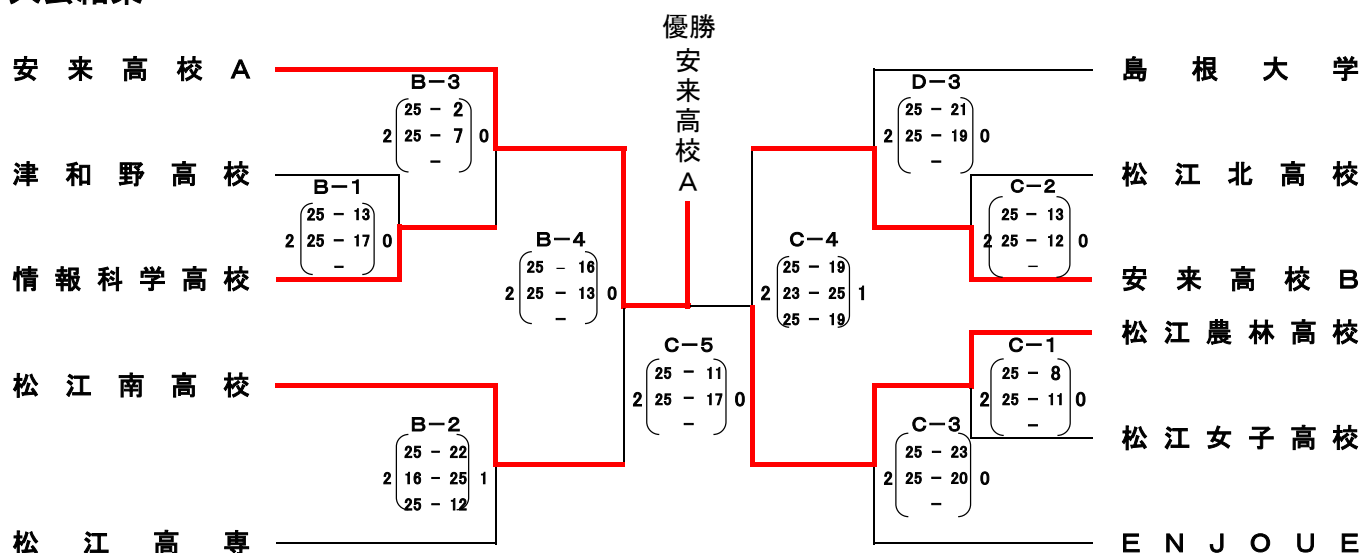 優勝
安来高校A
安来高校A
B-3
25 - 2
2 25 - 7 0
-
津和野高校
B-1
25 - 13
2 25 - 17 0
-
情報科学高校
B-4
25 - 16
2 25 - 13 0
-
松江南高校
B-2
25 - 22
2 16 - 25 1
25 - 12
松江高専
C-5
25 - 11
2 25 - 17 0
-
島根大学
D-3
25 - 21
2 25 - 19 0
-
松江北高校
C-2
25 - 13
2 25 - 12 0
-
安来高校B
C-4
25 - 19
2 23 - 25 1
25 - 19
松江農林高校
C-1
25 - 8
2 25 - 11 0
-
松江女子高校
C-3
25 - 23
2 25 - 20 0
-
ENJOUE